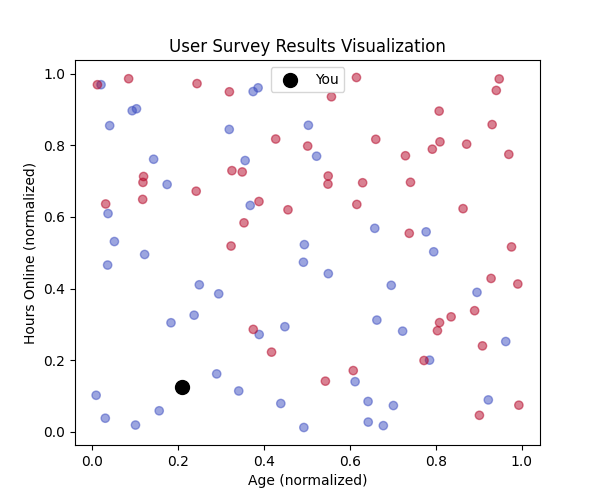 User Survey Results Visualization
You
Hours Online (normalized)
1.0
0.8
0.6
0.4
0.2
0.0
0.0 0.2 0.4 0.6 0.8 1.0
Age (normalized)